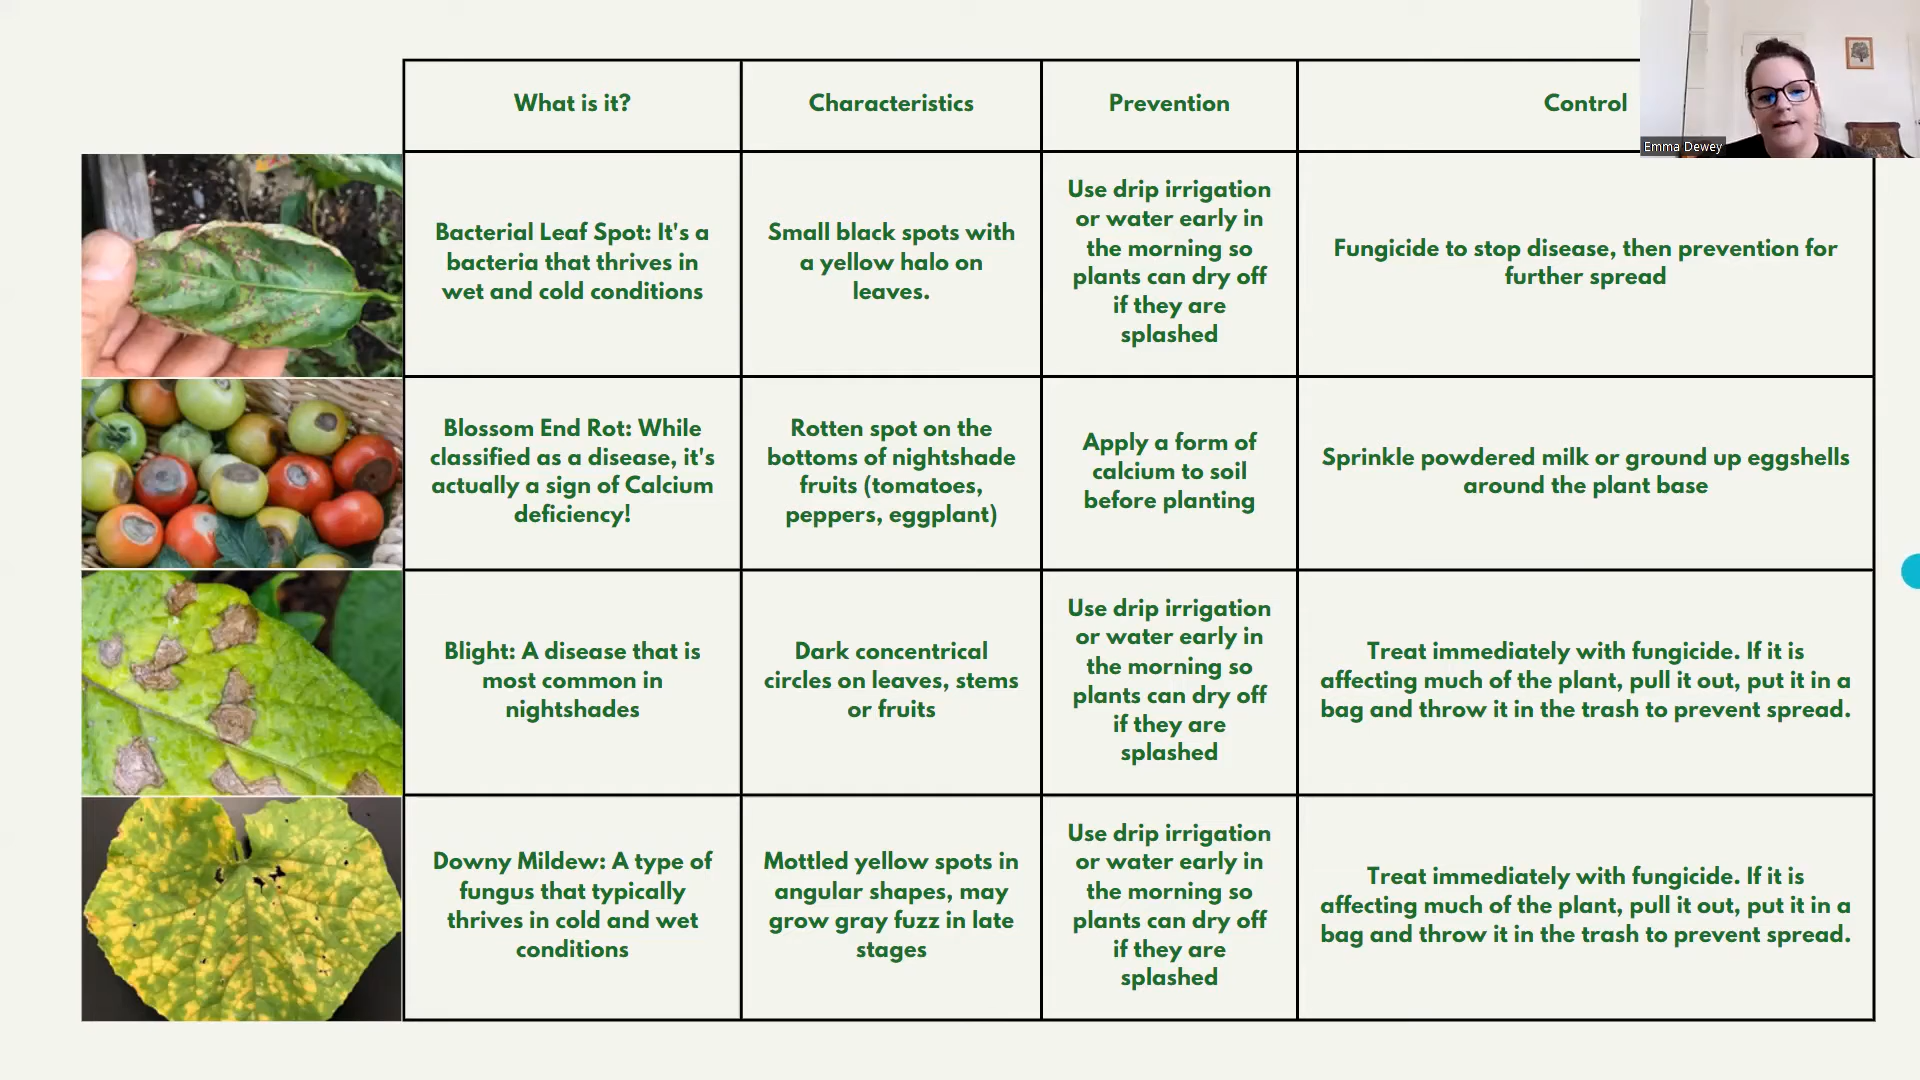 What is it?
Characteristics
Prevention
Control
Emma Dewey
Bacterial Leaf Spot: It's a
bacteria that thrives in
wet and cold conditions
Small black spots with
a yellow halo on
leaves.
Use drip irrigation
or water early in
the morning so
plants can dry off
if they are
splashed
Fungicide to stop disease, then prevention for
further spread
Blossom End Rot: While
classified as a disease, it's
actually a sign of Calcium
deficiency!
Rotten spot on the
bottoms of nightshade
fruits (tomatoes,
peppers, eggplant)
Apply a form of
calcium to soil
before planting
Sprinkle powdered milk or ground up eggshells
around the plant base
Blight: A disease that is
most common in
nightshades
Dark concentrical
circles on leaves, stems
or fruits
Use drip irrigation
or water early in
the morning so
plants can dry off
if they are
splashed
Treat immediately with fungicide. If it is
affecting much of the plant, pull it out, put it in a
bag and throw it in the trash to prevent spread.
Downy Mildew: A type of
fungus that typically
thrives in cold and wet
conditions
Mottled yellow spots in
angular shapes, may
grow gray fuzz in late
stages
Use drip irrigation
or water early in
the morning so
plants can dry off
if they are
splashed
Treat immediately with fungicide. If it is
affecting much of the plant, pull it out, put it in a
bag and throw it in the trash to prevent spread.